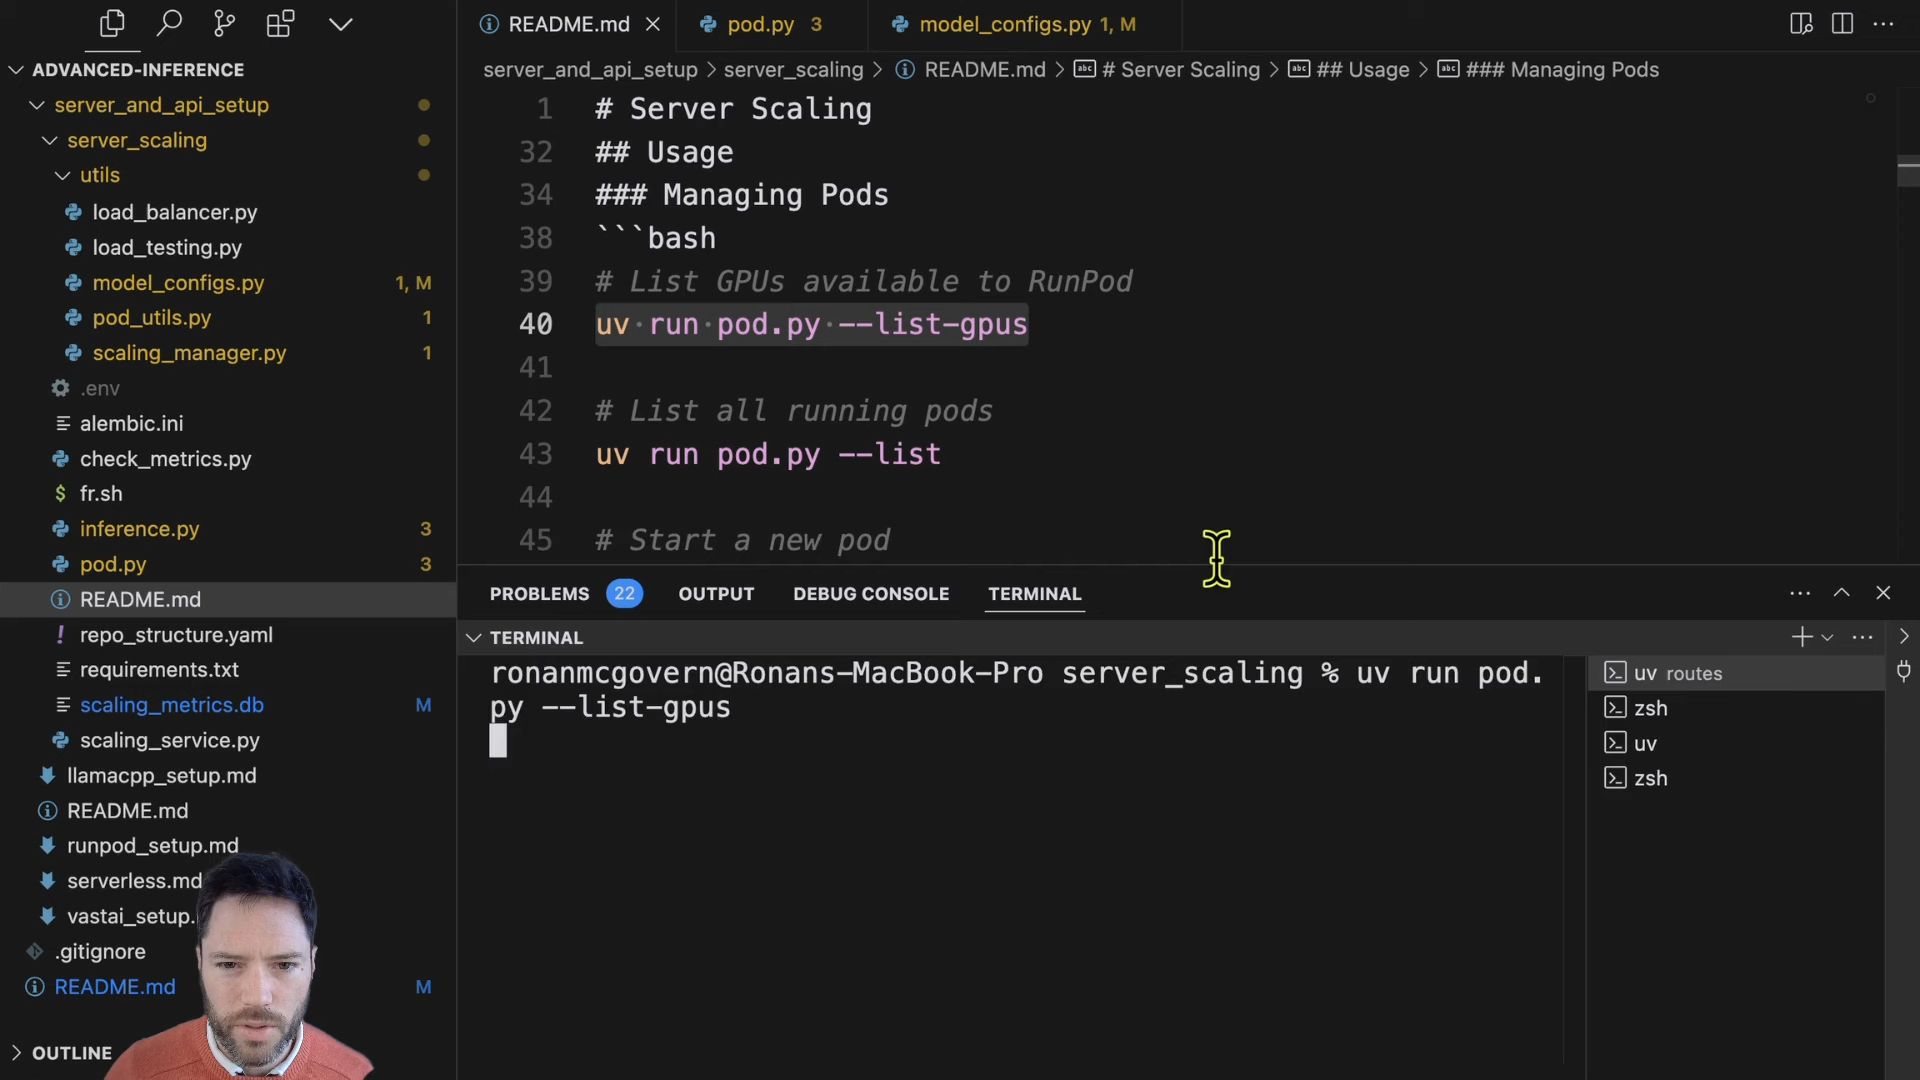 README.md
pod.py 3
model_configs.py 1, M
ADVANCED-INFERENCE
server_and_api_setup
server_scaling
utils
load_balancer.py
load_testing.py
model_configs.py 1, M
pod_utils.py 1
scaling_manager.py 1
.env
alembic.ini
check_metrics.py
$ fr.sh
inference.py 3
pod.py 3
README.md
! repo_structure.yaml
requirements.txt
scaling_metrics.db M
scaling_service.py
llamacpp_setup.md
README.md
runpod_setup.md
serverless.md
vastai_setup.
.gitignore
README.md M
OUTLINE
server_and_api_setup > server_scaling > README.md > # Server Scaling > ## Usage > ### Managing Pods
1 # Server Scaling
32 ## Usage
34 ### Managing Pods
38 ```bash
39 # List GPUs available to RunPod
40 uv run pod.py --list-gpus
41
42 # List all running pods
43 uv run pod.py --list
44
45 # Start a new pod
PROBLEMS 22 OUTPUT DEBUG CONSOLE TERMINAL
TERMINAL
ronanmcgovern@Ronans-MacBook-Pro server_scaling % uv run pod.
py --list-gpus
uv routes
zsh
uv
zsh